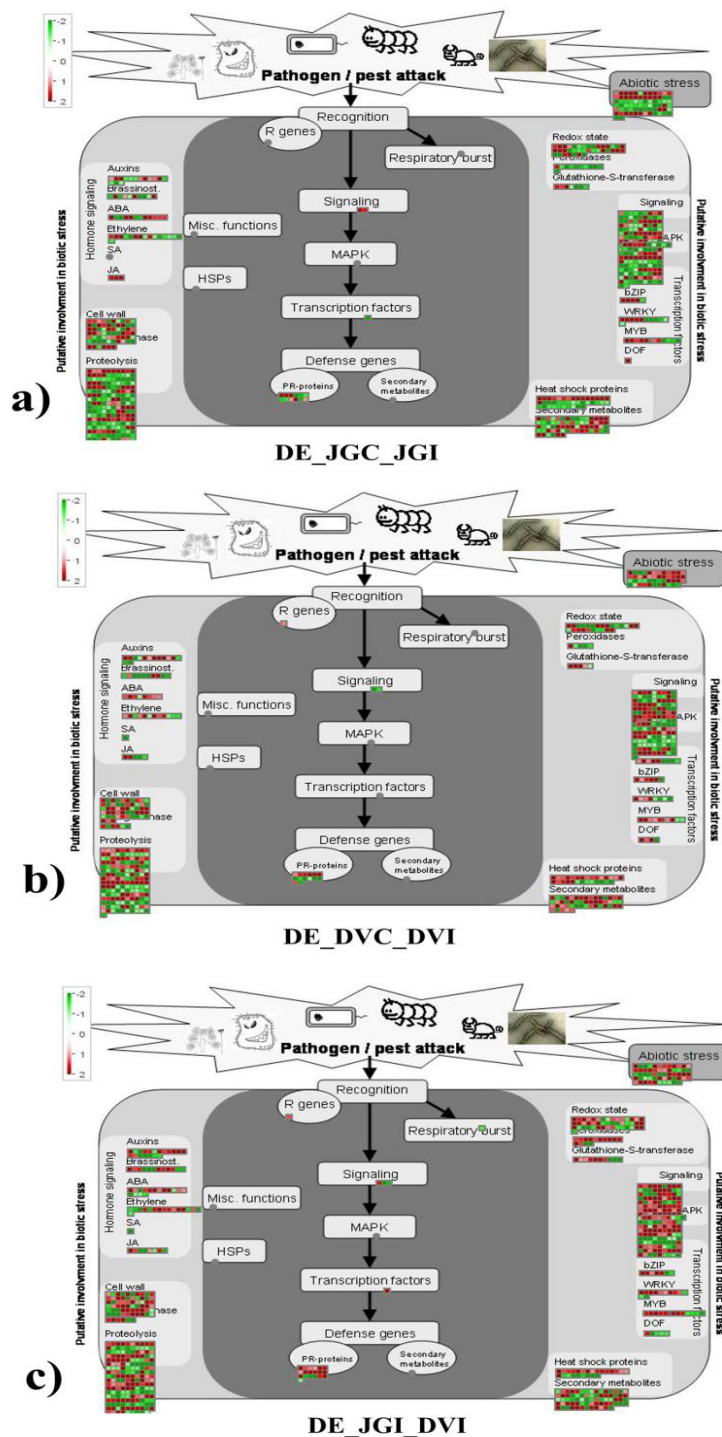 -2
-1
0
1
2
Pathogen / pest attack
Abiotic stress
Recognition
R genes
Respiratory burst
Redox state
Peroxidases
Glutathione-S-transferase
Hormone signaling
Auxins
Brassinost.
ABA
Ethylene
SA
JA
Signaling
Signaling
Misc. functions
MAPK
APK
HSPs
Transcription factors
Transcription factors
bZIP
WRKY
MYB
DOF
Putative involvment in biotic stress
Putative involvment in biotic stress
Cell wall
nase
Proteolysis
Defense genes
PR-proteins
Secondary
metabolites
Heat shock proteins
Secondary metabolites
a)
DE_JGC_JGI
-2
-1
0
1
2
Pathogen / pest attack
Abiotic stress
Recognition
R genes
Respiratory burst
Redox state
Peroxidases
Glutathione-S-transferase
Hormone signaling
Auxins
Brassinost.
ABA
Ethylene
SA
JA
Signaling
Signaling
Misc. functions
MAPK
APK
HSPs
Transcription factors
Transcription factors
bZIP
WRKY
MYB
DOF
Putative involvment in biotic stress
Putative involvment in biotic stress
Cell wall
nase
Proteolysis
Defense genes
PR-proteins
Secondary
metabolites
Heat shock proteins
Secondary metabolites
b)
DE_DVC_DVI
-2
-1
0
1
2
Pathogen / pest attack
Abiotic stress
Recognition
R genes
Respiratory burst
Redox state
Peroxidases
Glutathione-S-transferase
Hormone signaling
Auxins
Brassinost.
ABA
Ethylene
SA
JA
Signaling
Signaling
Misc. functions
MAPK
APK
HSPs
Transcription factors
Transcription factors
bZIP
WRKY
MYB
DOF
Putative involvment in biotic stress
Putative involvment in biotic stress
Cell wall
nase
Proteolysis
Defense genes
PR-proteins
Secondary
metabolites
Heat shock proteins
Secondary metabolites
c)
DE_JGI_DVI